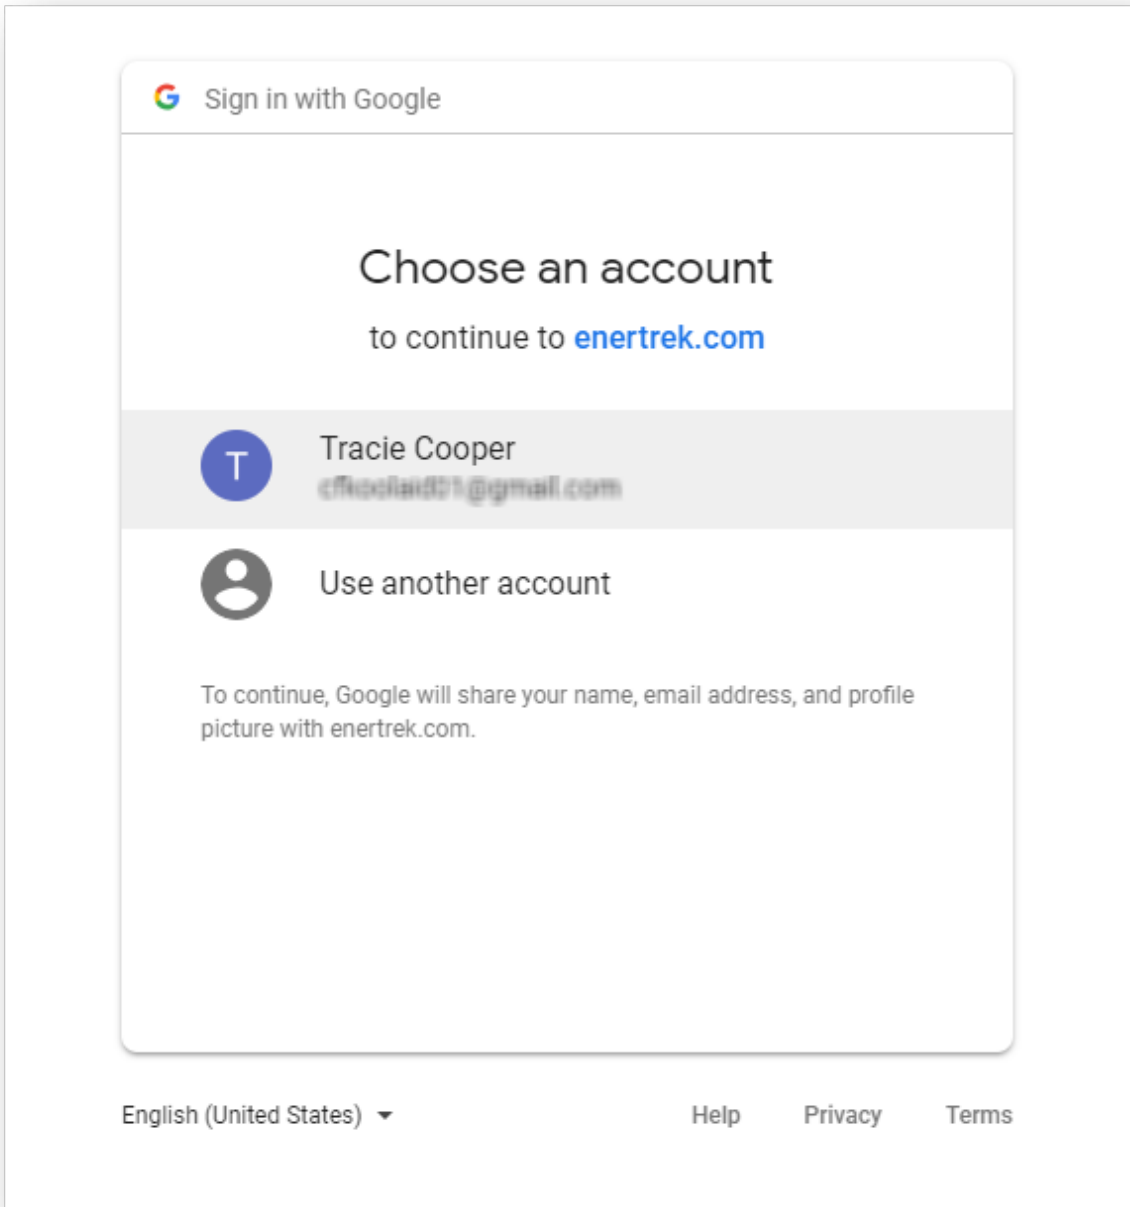 Sign in with Google
Choose an account
to continue to enertrek.com
T
Tracie Cooper
Use another account
To continue, Google will share your name, email address, and profile
picture with enertrek.com.
English (United States)
Help Privacy Terms